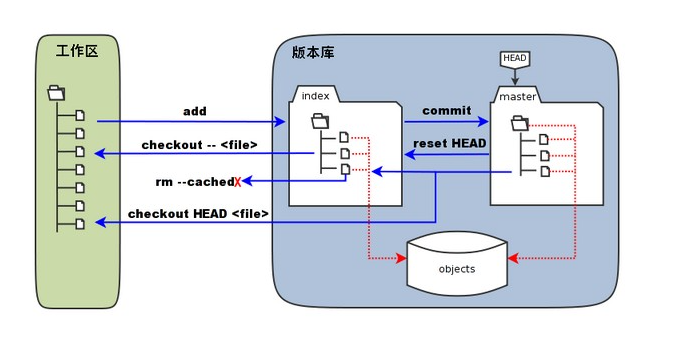 工作区
版本库
HEAD
index
master
add
commit
checkout -- <file>
reset HEAD
rm --cached
X
checkout HEAD <file>
objects